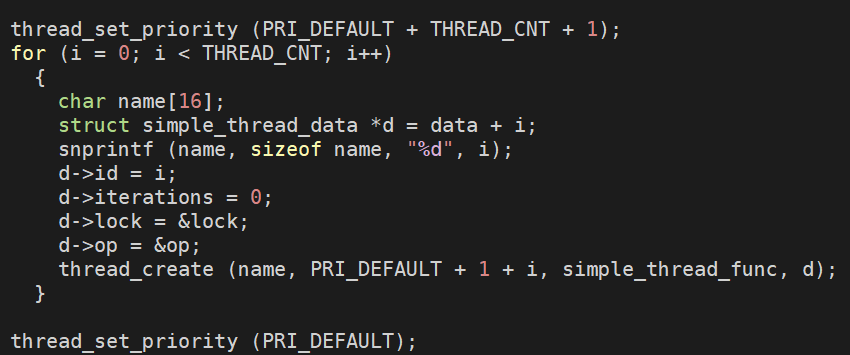 thread_set_priority (PRI_DEFAULT + THREAD_CNT + 1);
for (i = 0; i < THREAD_CNT; i++)
  {
    char name[16];
    struct simple_thread_data *d = data + i;
    snprintf (name, sizeof name, "%d", i);
    d->id = i;
    d->iterations = 0;
    d->lock = &lock;
    d->op = &op;
    thread_create (name, PRI_DEFAULT + 1 + i, simple_thread_func, d);
  }

thread_set_priority (PRI_DEFAULT);